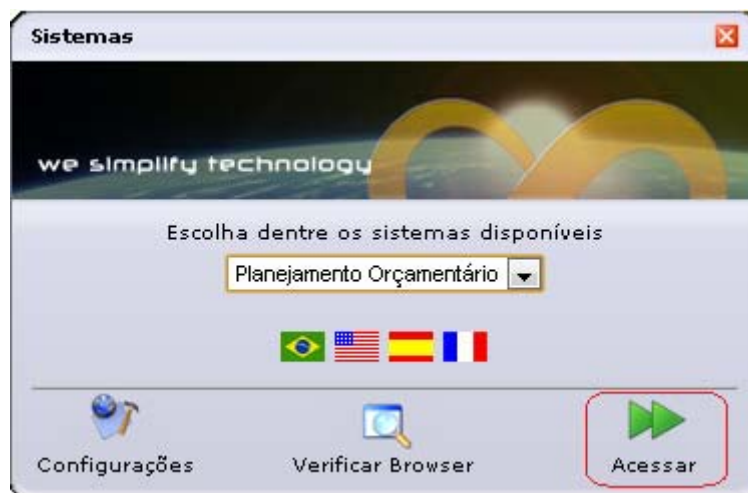 Sistemas
we simplify technology
Escolha dentre os sistemas disponíveis
Planejamento Orçamentário
Configurações
Verificar Browser
Acessar